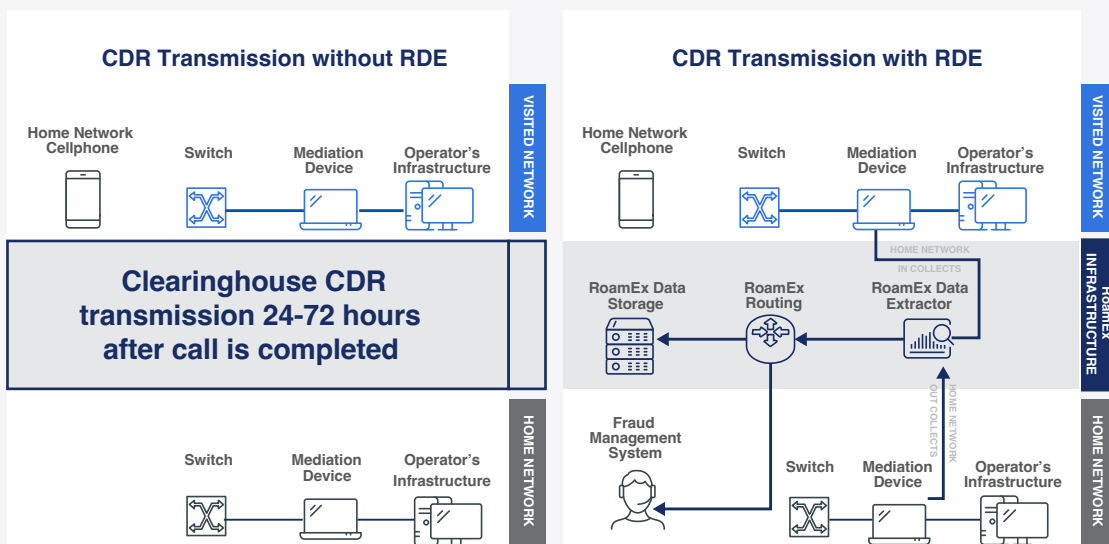 CDR Transmission without RDE
Home Network
Cellphone
Switch
Mediation
Device
Operator's
Infrastructure
VISITED NETWORK
Clearinghouse CDR
transmission 24-72 hours
after call is completed
Switch
Mediation
Device
Operator's
Infrastructure
HOME NETWORK
CDR Transmission with RDE
Home Network
Cellphone
Switch
Mediation
Device
Operator's
Infrastructure
VISITED NETWORK
HOME NETWORK
IN COLLECTS
RoamEx Data
Storage
RoamEx
Routing
RoamEx Data
Extractor
RoamEx
INFRASTRUCTURE
HOME NETWORK
OUT COLLECTS
Fraud
Management
System
Switch
Mediation
Device
Operator's
Infrastructure
HOME NETWORK